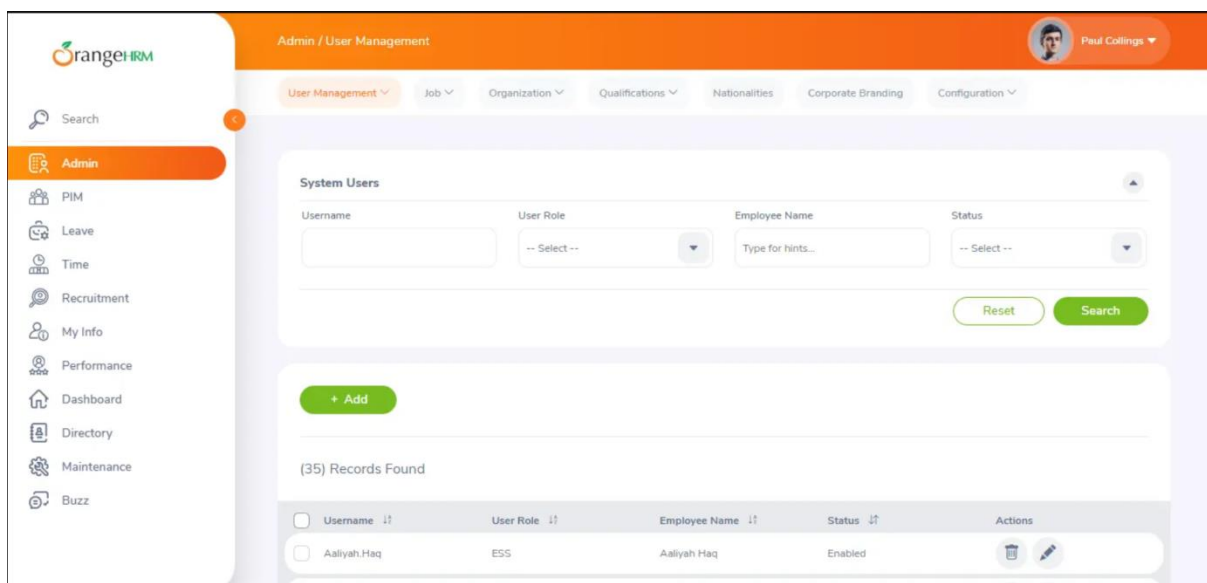 OrangeHRM
Admin / User Management
Paul Collings
User Management Job Organization Qualifications Nationalities Corporate Branding Configuration
Search
Admin
PIM
Leave
Time
Recruitment
My Info
Performance
Dashboard
Directory
Maintenance
Buzz
System Users
Username User Role Employee Name Status
-- Select -- Type for hints... -- Select --
Reset Search
+ Add
(35) Records Found
Username User Role Employee Name Status Actions
Aaliyah.Haq ESS Aaliyah Haq Enabled